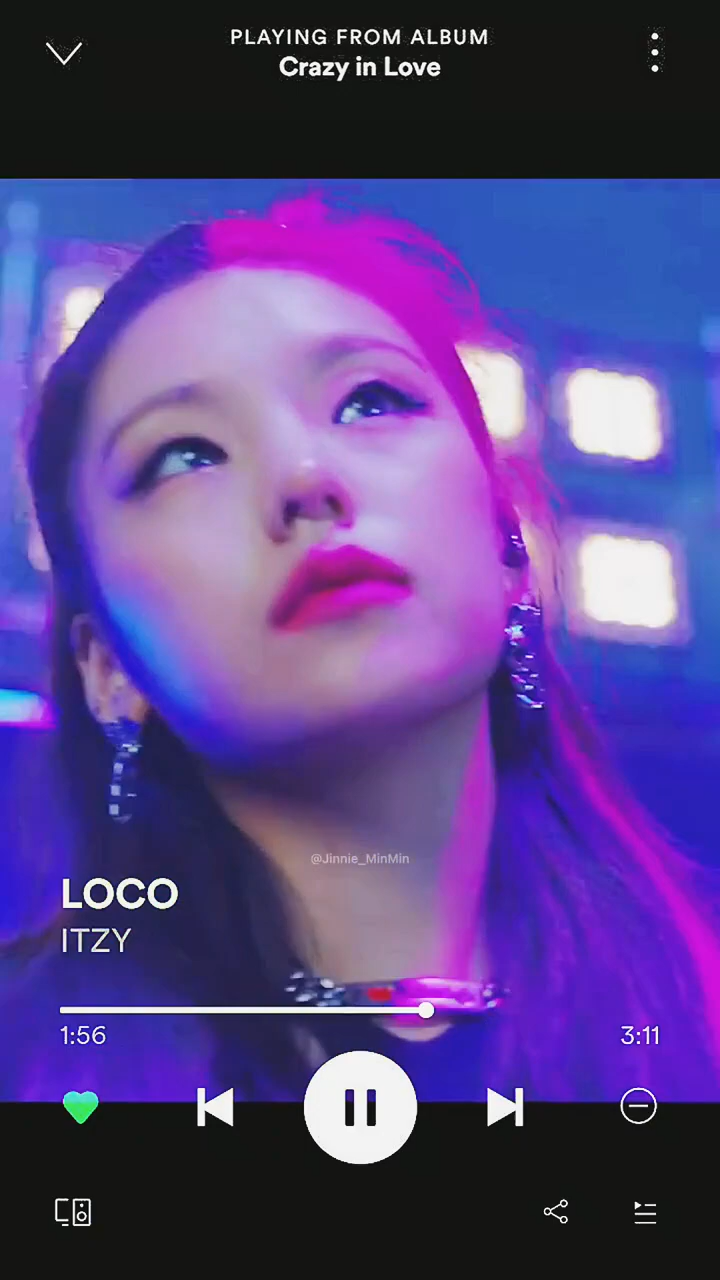 PLAYING FROM ALBUM
Crazy in Love
@Jinnie_MinMin
LOCO
ITZY
1:56 3:11